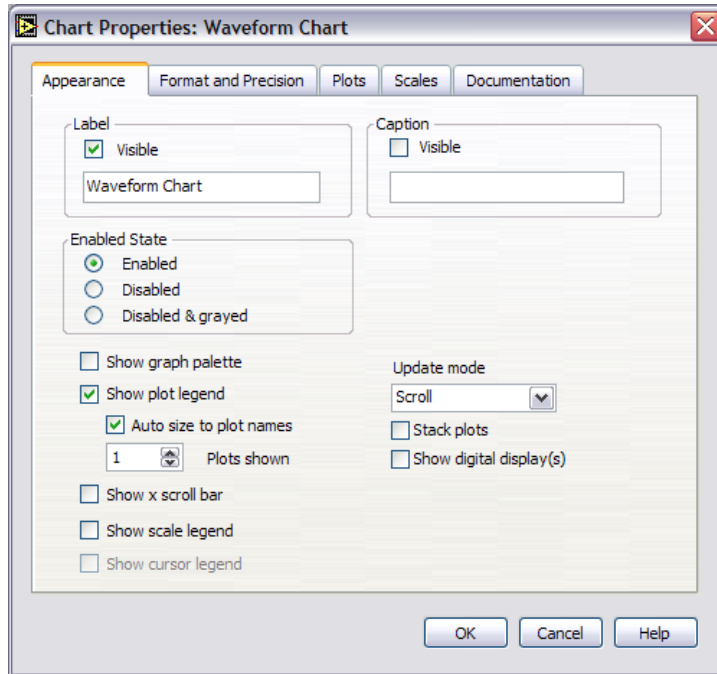 Chart Properties: Waveform Chart
Appearance Format and Precision Plots Scales Documentation
Label
Visible
Waveform Chart
Caption
Visible
Enabled State
Enabled
Disabled
Disabled & grayed
Show graph palette
Show plot legend
Auto size to plot names
1 Plots shown
Show x scroll bar
Show scale legend
Show cursor legend
Update mode
Scroll
Stack plots
Show digital display(s)
OK Cancel Help